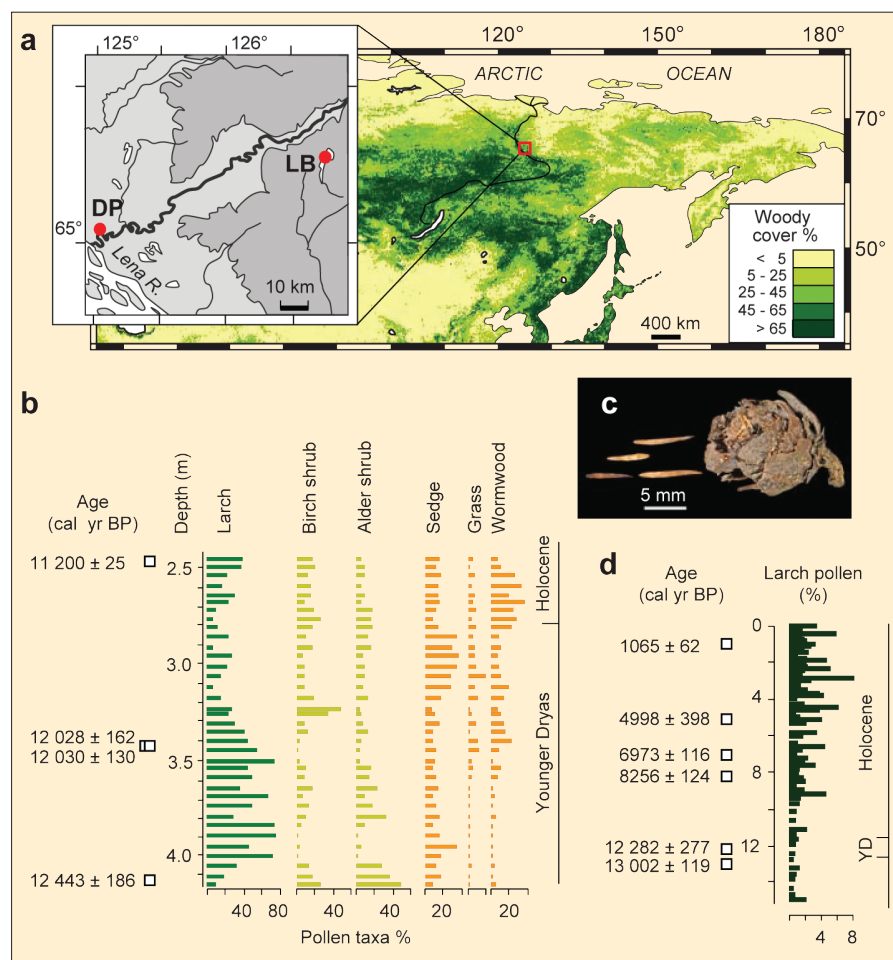 a
125°
126°
120°
150°
180°
ARCTIC
OCEAN
70°
50°
65°
DP
LB
Lena R.
10 km
400 km
Woody
cover %
< 5
5 - 25
25 - 45
45 - 65
> 65
b
Age
(cal yr BP)
Depth (m)
Larch
Birch shrub
Alder shrub
Sedge
Grass
Wormwood
11 200 ± 25
12 028 ± 162
12 030 ± 130
12 443 ± 186
2.5
3.0
3.5
4.0
Holocene
Younger Dryas
40 80
40
40
20
20
Pollen taxa %
c
5 mm
d
Age
(cal yr BP)
Larch pollen
(%)
1065 ± 62
4998 ± 398
6973 ± 116
8256 ± 124
12 282 ± 277
13 002 ± 119
0
4
8
12
Holocene
YD
4 8